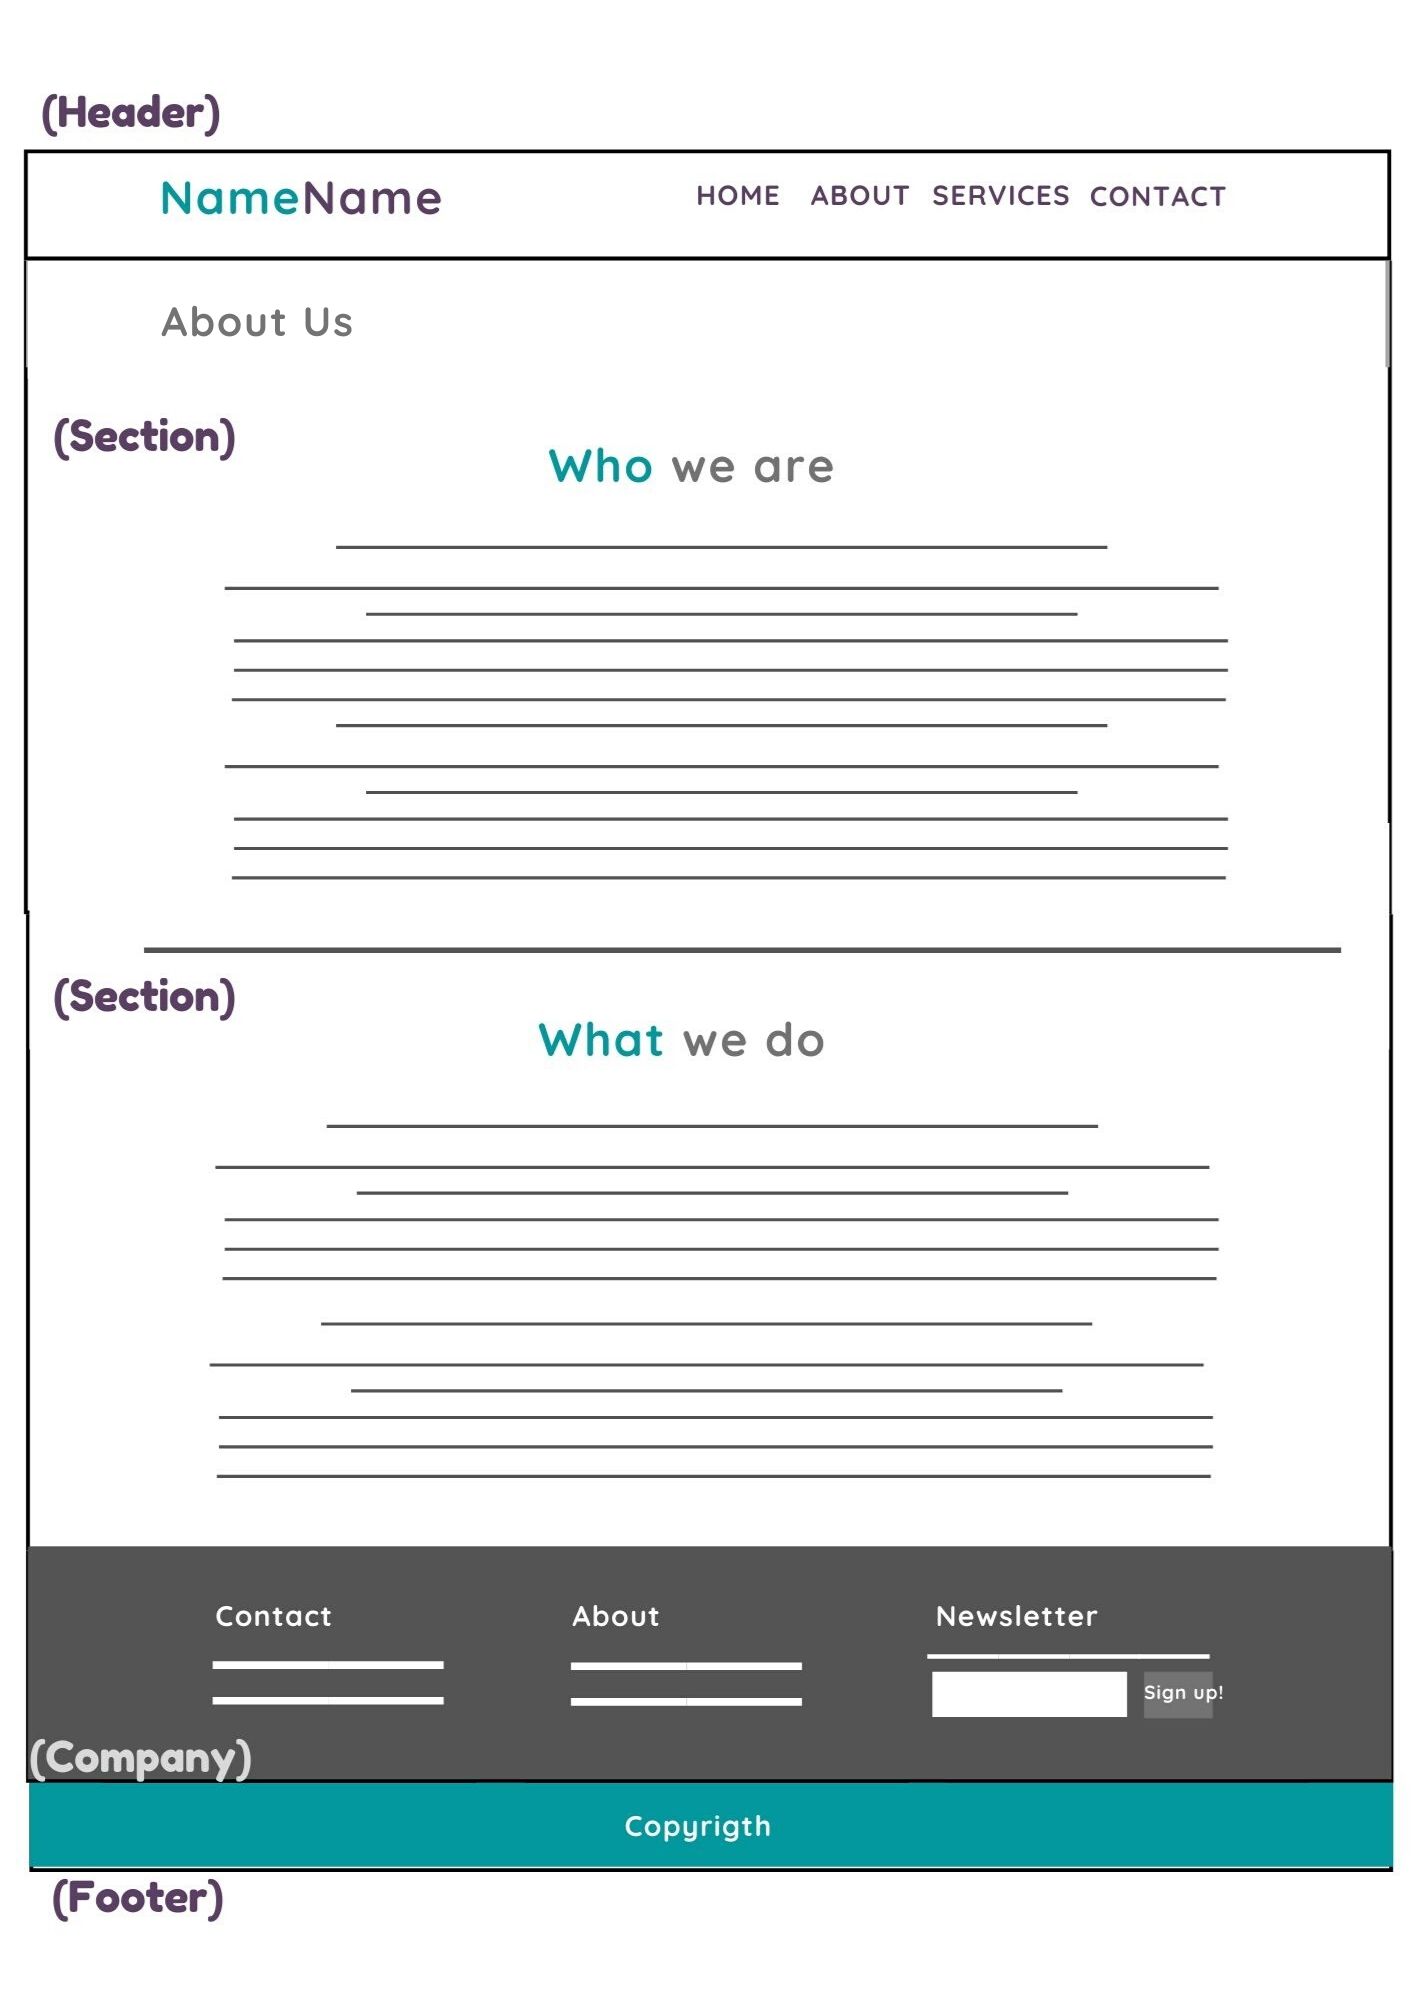 (Header)
NameName
HOME ABOUT SERVICES CONTACT
About Us
(Section)
Who we are
(Section)
What we do
Contact
About
Newsletter
Sign up!
(Company)
Copyrigth
(Footer)